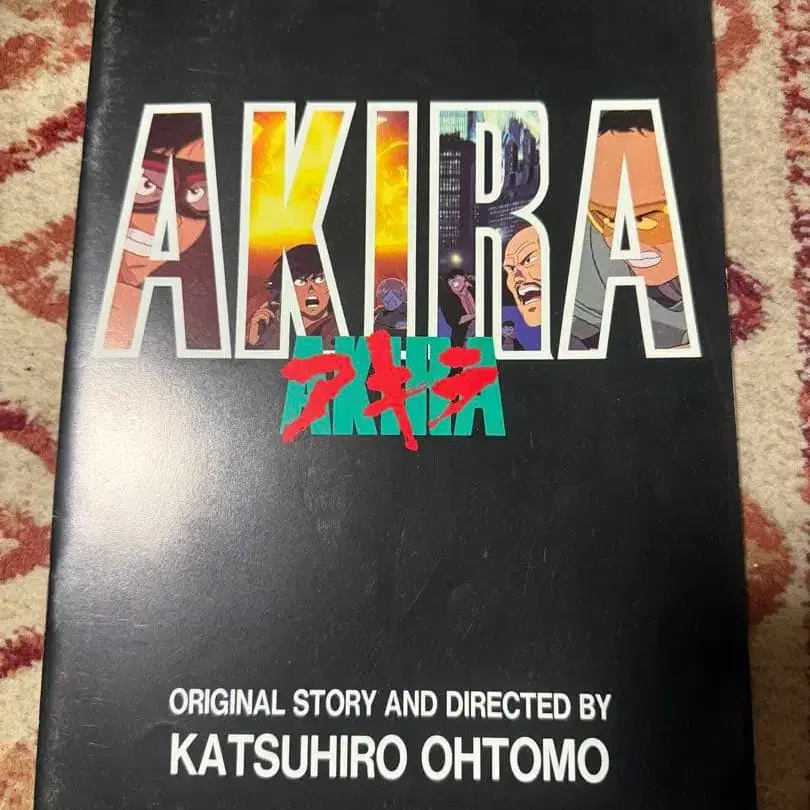 AKIRA
AKIRA
アキラ
ORIGINAL STORY AND DIRECTED BY
KATSUHIRO OHTOMO